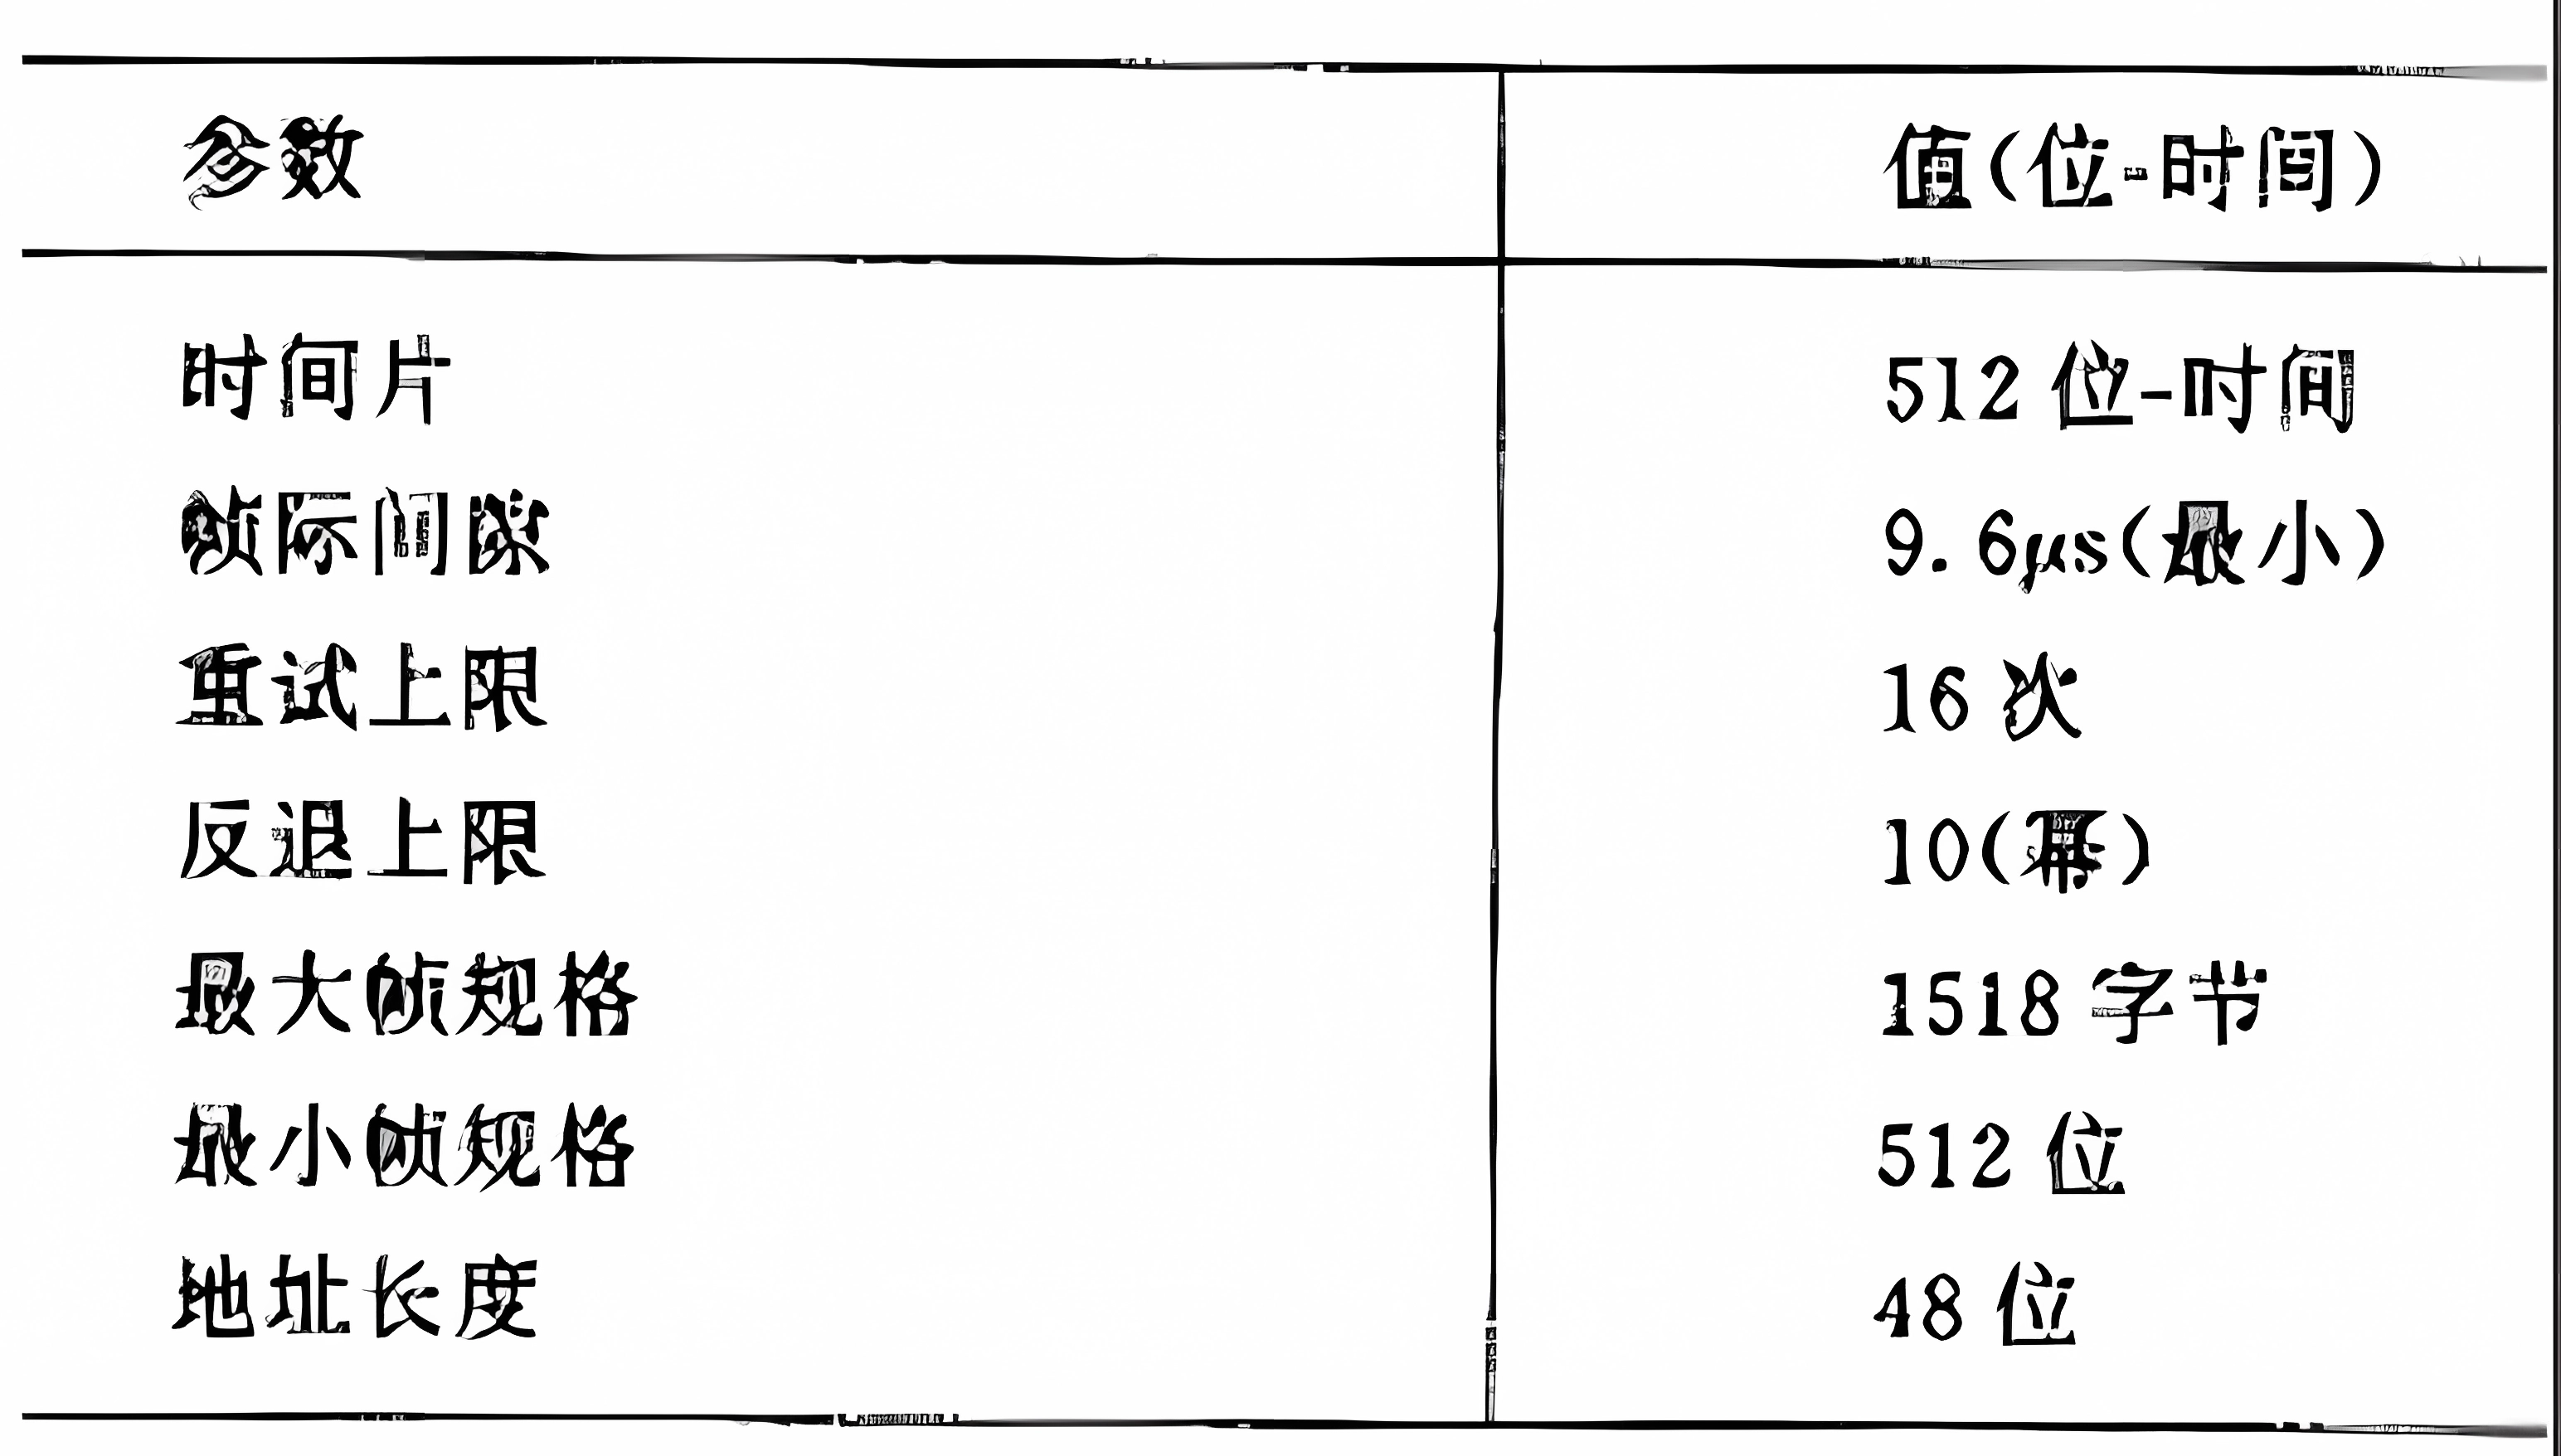 参数 值(位-时间)
时间片 512 位-时间
帧际间隙 9.6μs(最小)
重试上限 16 次
反退上限 10(幂)
最大帧规格 1518 字节
最小帧规格 512 位
地址长度 48 位